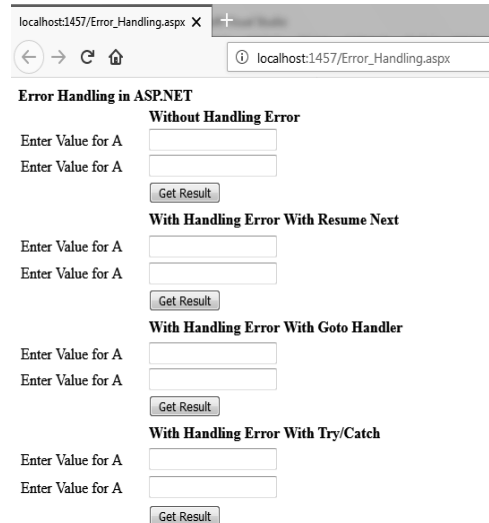 localhost:1457/Error_Handling.aspx X +
localhost:1457/Error_Handling.aspx
Error Handling in ASP.NET
Without Handling Error
Enter Value for A
Enter Value for A
Get Result
With Handling Error With Resume Next
Enter Value for A
Enter Value for A
Get Result
With Handling Error With Goto Handler
Enter Value for A
Enter Value for A
Get Result
With Handling Error With Try/Catch
Enter Value for A
Enter Value for A
Get Result